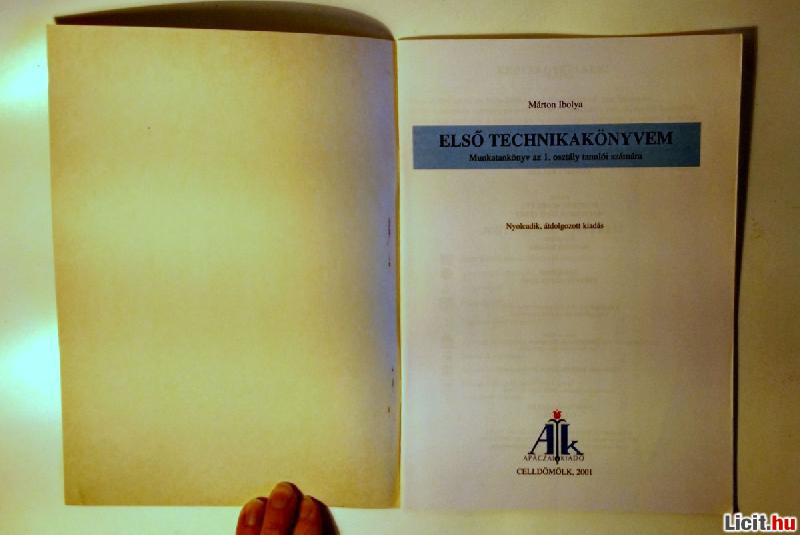 Márton Ibolya
ELSŐ TECHNIKAKÖNYVEM
Munkatankönyv az 1. osztály tanulói számára
Nyolcadik, átdolgozott kiadás
Ak
APÁCZAI KIADÓ
CELLDÖMÖLK, 2001
Licit.hu